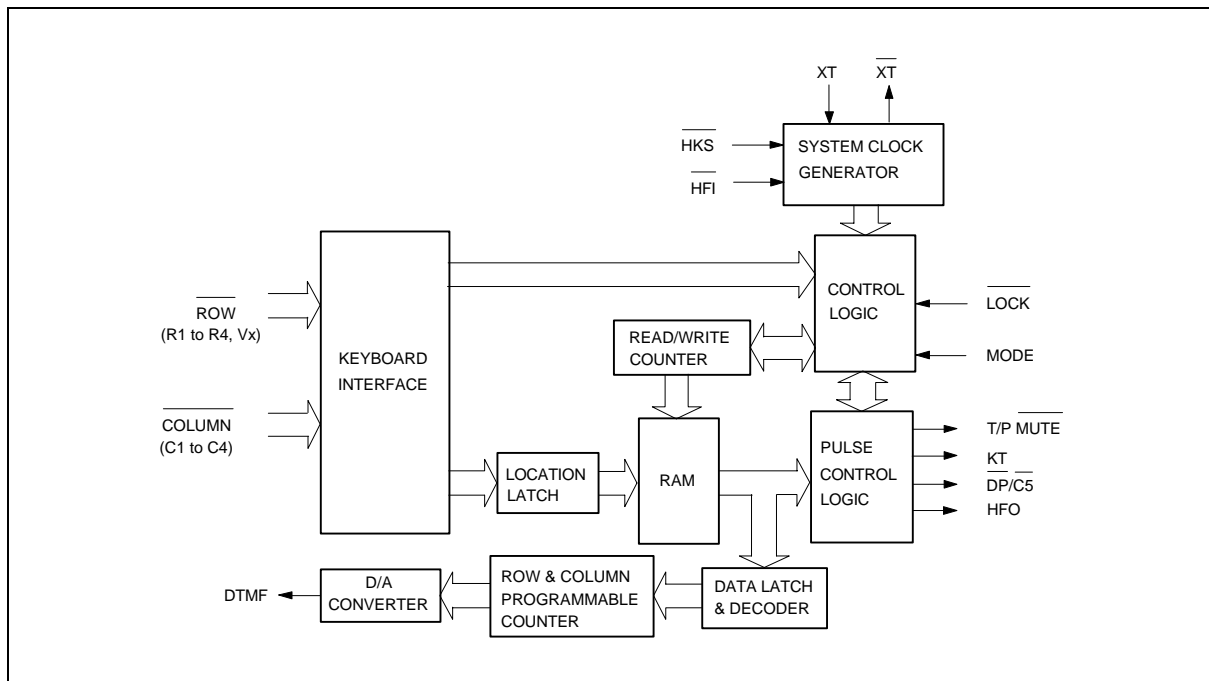 XT XT
HKS
HFI
SYSTEM CLOCK
GENERATOR
ROW
(R1 to R4, Vx)
COLUMN
(C1 to C4)
KEYBOARD
INTERFACE
READ/WRITE
COUNTER
CONTROL
LOGIC
LOCK
MODE
LOCATION
LATCH
RAM
PULSE
CONTROL
LOGIC
T/P MUTE
KT
DP/C5
HFO
DTMF
D/A
CONVERTER
ROW & COLUMN
PROGRAMMABLE
COUNTER
DATA LATCH
& DECODER